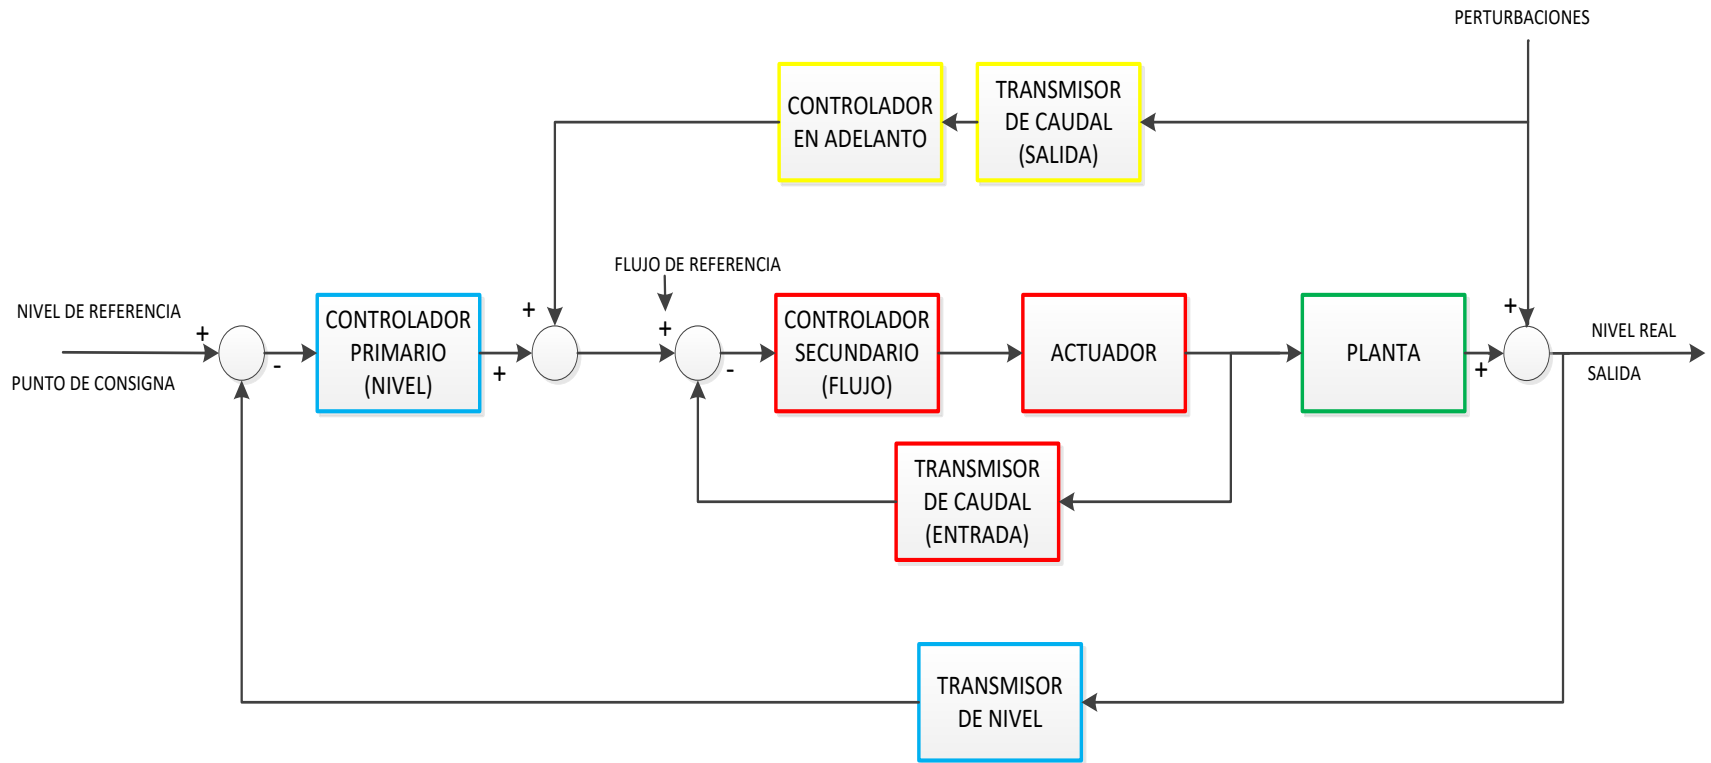 PERTURBACIONES
CONTROLADOR
EN ADELANTO
TRANSMISOR
DE CAUDAL
(SALIDA)
FLUJO DE REFERENCIA
NIVEL DE REFERENCIA
PUNTO DE CONSIGNA
+
-
CONTROLADOR
PRIMARIO
(NIVEL)
+
+
+
-
CONTROLADOR
SECUNDARIO
(FLUJO)
ACTUADOR
PLANTA
+
+
NIVEL REAL
SALIDA
TRANSMISOR
DE CAUDAL
(ENTRADA)
TRANSMISOR
DE NIVEL